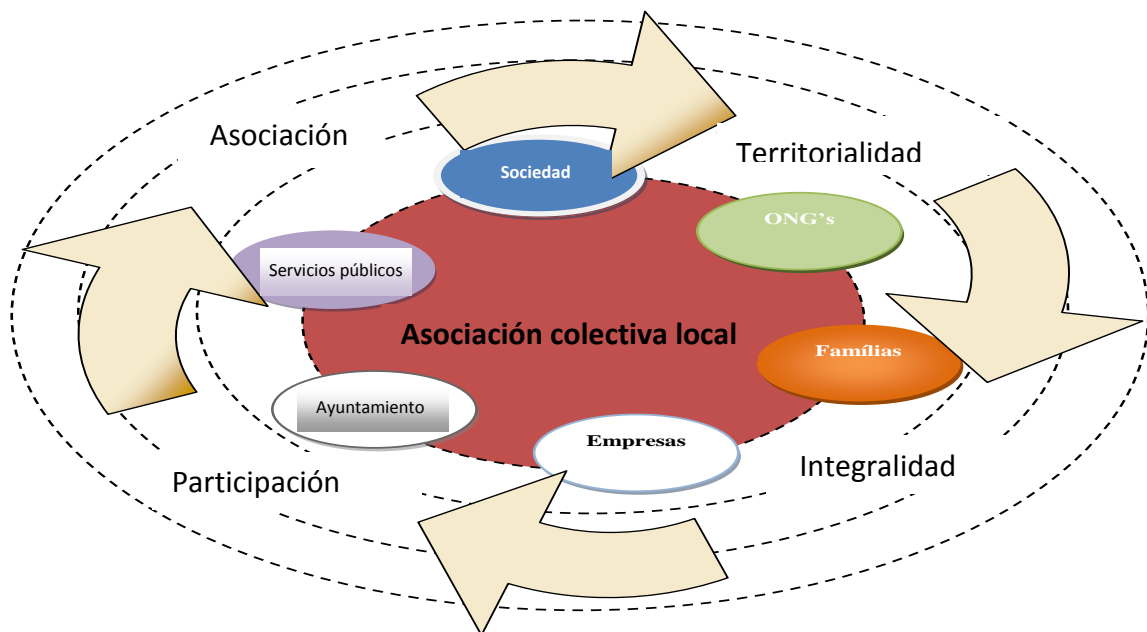 Asociación
Territorialidad
Sociedad
ONG’s
Servicios públicos
Asociación colectiva local
Famílias
Ayuntamiento
Empresas
Participación
Integralidad